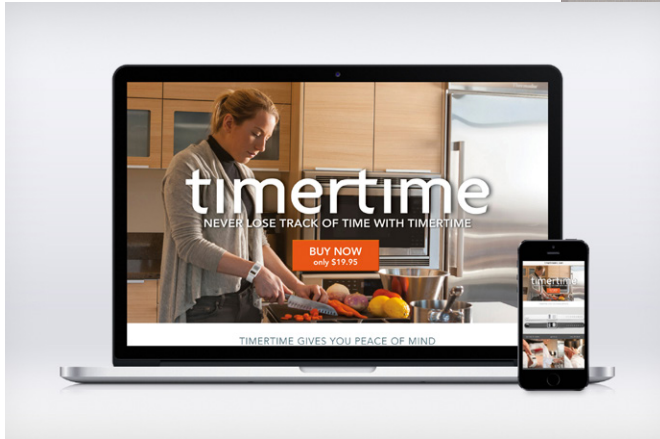 timertime
NEVER LOSE TRACK OF TIME WITH TIMERTIME
BUY NOW
only $19.95
TIMERTIME GIVES YOU PEACE OF MIND
timertime